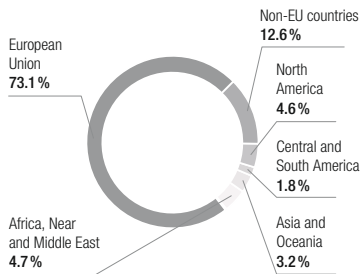 Non-EU countries
12.6 %
European
Union
73.1 %
North
America
4.6 %
Central and
South America
1.8 %
Africa, Near
and Middle East
4.7 %
Asia and
Oceania
3.2 %